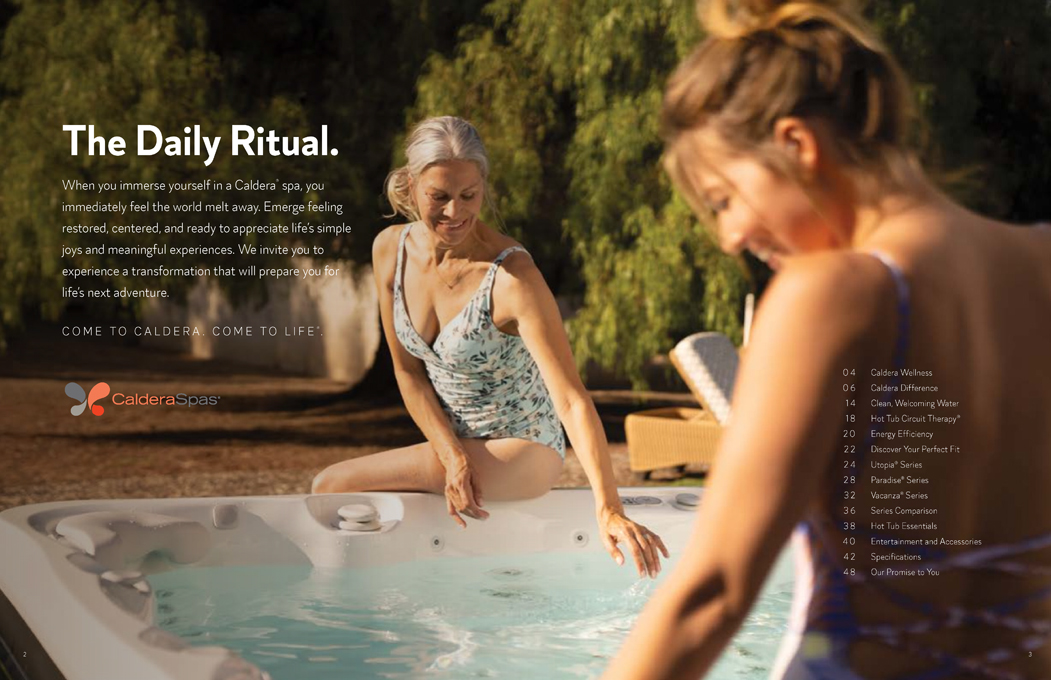 The Daily Ritual.
When you immerse yourself in a Caldera® spa, you
immediately feel the world melt away. Emerge feeling
restored, centered, and ready to appreciate life's simple
joys and meaningful experiences. We invite you to
experience a transformation that will prepare you for
life's next adventure.
COME TO CALDERA. COME TO LIFE®.
CalderaSpas®
04 Caldera Wellness
06 Caldera Difference
14 Clean, Welcoming Water
18 Hot Tub Circuit Therapy®
20 Energy Efficiency
22 Discover Your Perfect Fit
24 Utopia® Series
28 Paradise® Series
32 Vacanza® Series
36 Series Comparison
38 Hot Tub Essentials
40 Entertainment and Accessories
42 Specifications
48 Our Promise to You
2
3